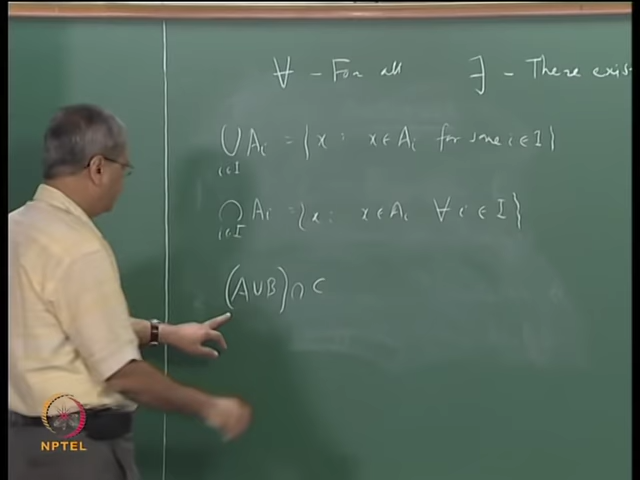 ∀ - For all ∃ - There exis
⋃ Aᵢ = { x : x ∈ Aᵢ for some i ∈ I }
i∈I
⋂ Aᵢ = { x : x ∈ Aᵢ ∀ i ∈ I }
i∈I
(A∪B) ∩ C
NPTEL